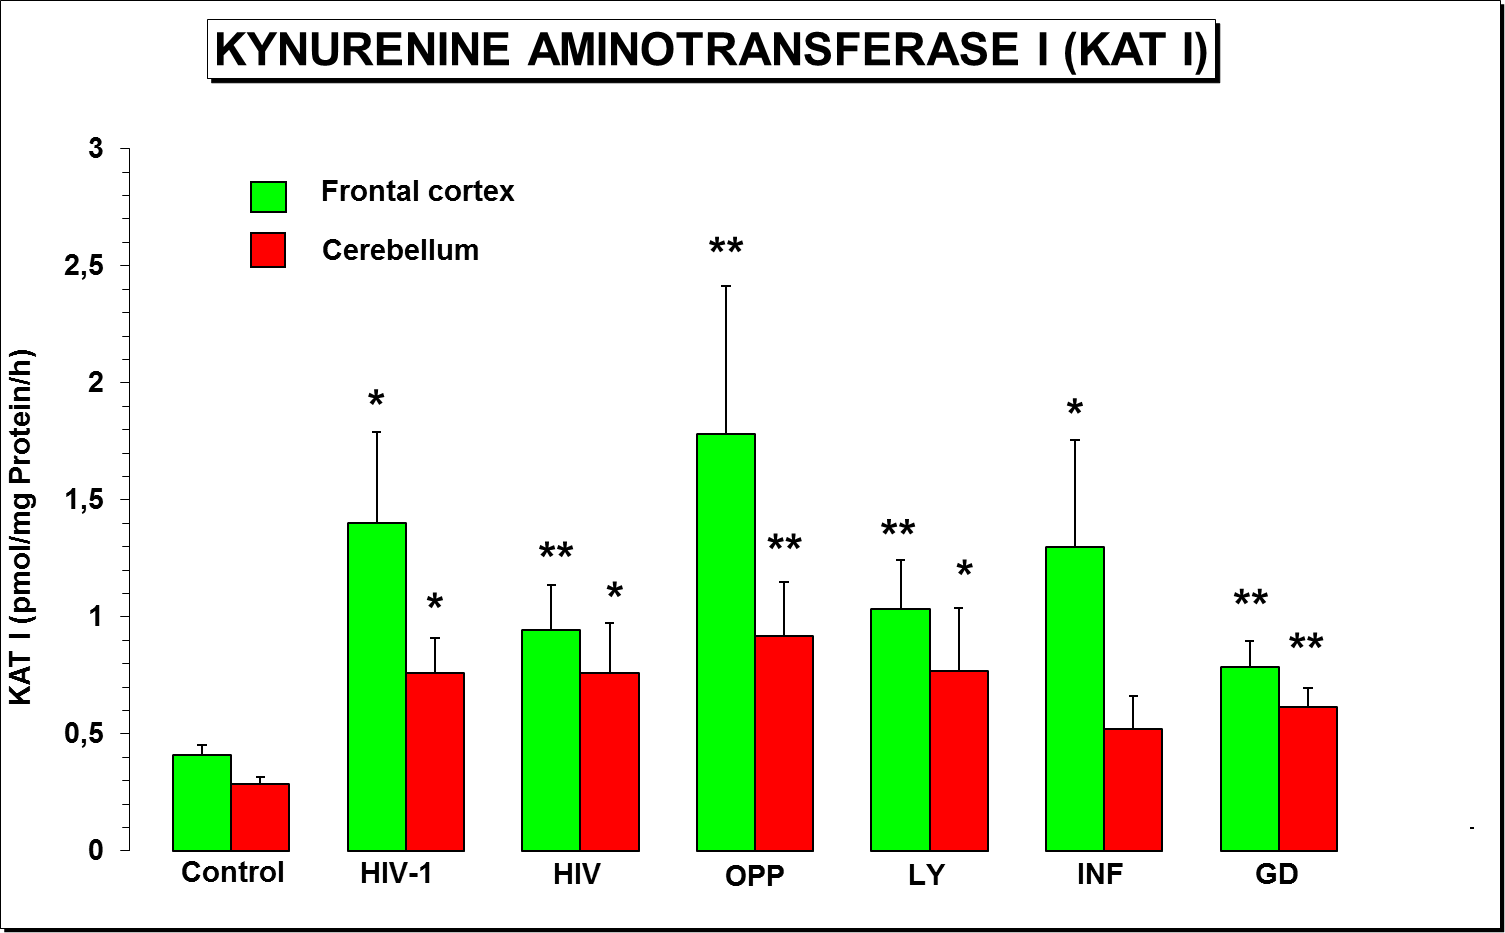 KYNURENINE AMINOTRANSFERASE I (KAT I)
3
2,5
2
1,5
1
0,5
0
KAT I (pmol/mg Protein/h)
Frontal cortex
Cerebellum
*
*
**
*
**
**
**
*
*
**
**
Control
HIV-1
HIV
OPP
LY
INF
GD